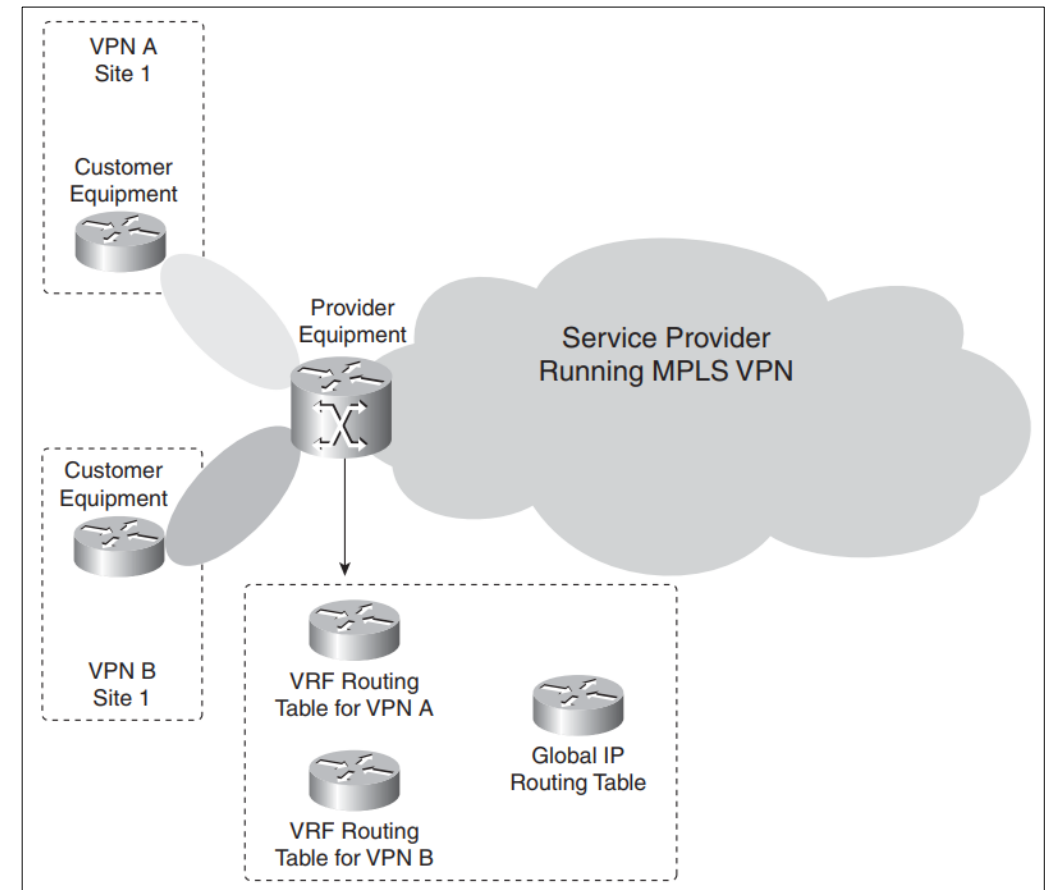 VPN A
Site 1
Customer
Equipment
Provider
Equipment
Service Provider
Running MPLS VPN
Customer
Equipment
VPN B
Site 1
VRF Routing
Table for VPN A
Global IP
Routing Table
VRF Routing
Table for VPN B